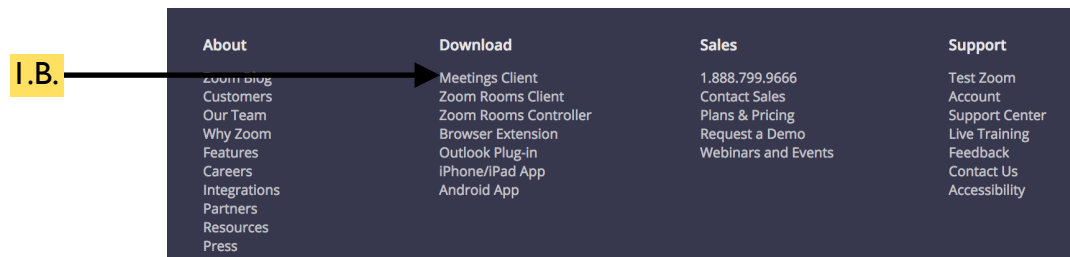 1.B.
About
Zoom Blog
Customers
Our Team
Why Zoom
Features
Careers
Integrations
Partners
Resources
Press
Download
Meetings Client
Zoom Rooms Client
Zoom Rooms Controller
Browser Extension
Outlook Plug-in
iPhone/iPad App
Android App
Sales
1.888.799.9666
Contact Sales
Plans & Pricing
Request a Demo
Webinars and Events
Support
Test Zoom
Account
Support Center
Live Training
Feedback
Contact Us
Accessibility